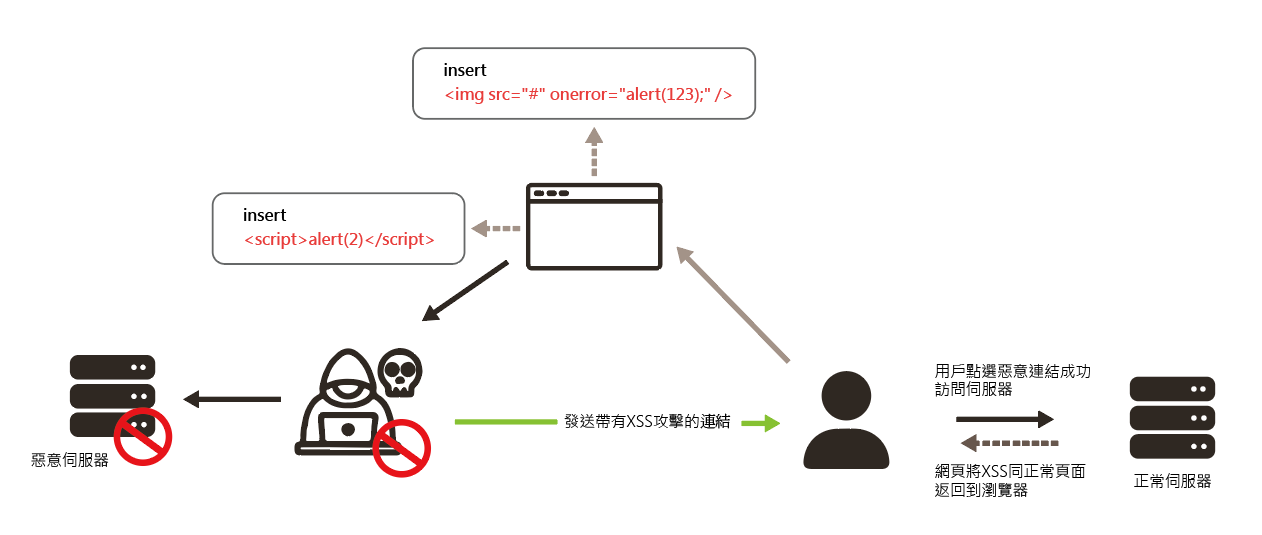 insert
<img src="#" onerror="alert(123);" />
insert
<script>alert(2)</script>
用戶點選惡意連結成功
訪問伺服器
發送帶有XSS攻擊的連結
惡意伺服器
網頁將XSS同正常頁面
返回到瀏覽器
正常伺服器